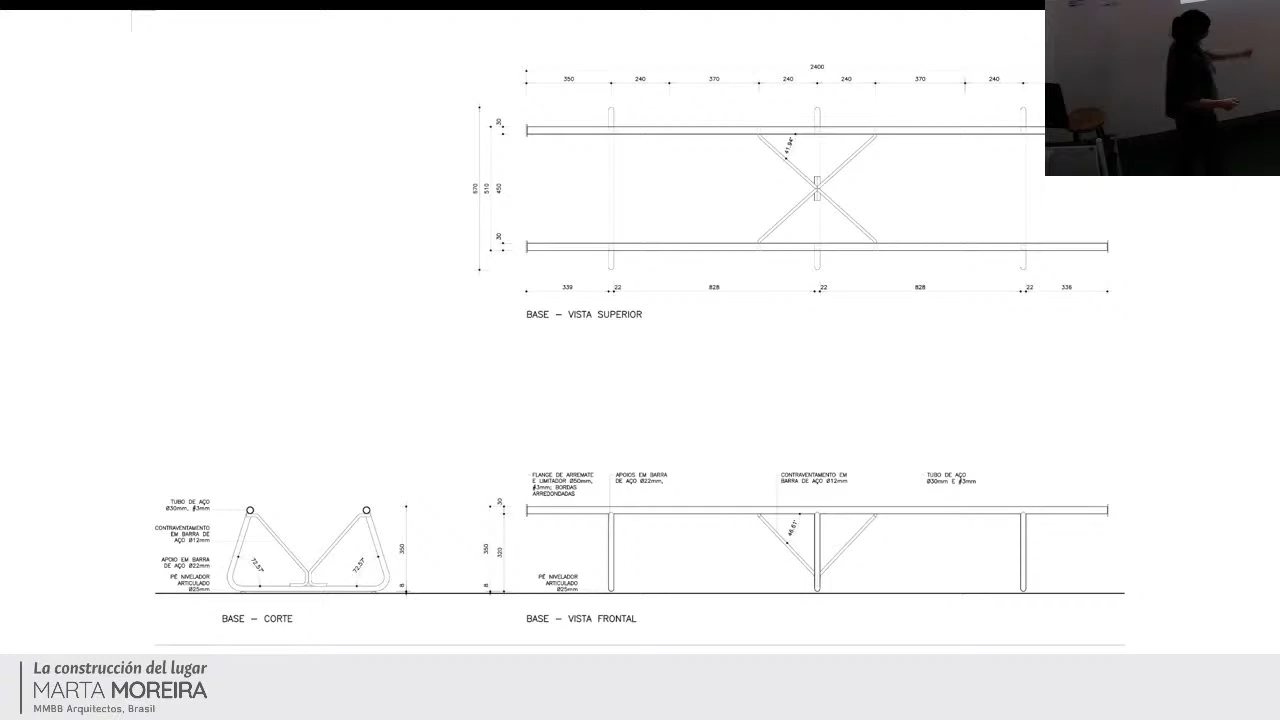 2400
350 240 370 240 240 370 240
30
41.94°
570 510 450
30
339 22 828 22 828 22 336
BASE – VISTA SUPERIOR
FLANGE DE ARREMATE
E LIMITADOR Ø50mm,
#3mm; BORDAS
ARREDONDADAS
APOIOS EM BARRA
DE AÇO Ø22mm,
CONTRAVENTAMENTO EM
BARRA DE AÇO Ø12mm
TUBO DE AÇO
Ø30mm E #3mm
TUBO DE AÇO
Ø30mm, #3mm
CONTRAVENTAMENTO
EM BARRA DE
AÇO Ø12mm
APOIO EM BARRA
DE AÇO Ø22mm
PÉ NIVELADOR
ARTICULADO
Ø25mm
72.57°
72.57°
350
8
30
350 320
8
46.61°
PÉ NIVELADOR
ARTICULADO
Ø25mm
BASE – CORTE
BASE – VISTA FRONTAL
La construcción del lugar
MARTA MOREIRA
MMBB Arquitectos, Brasil